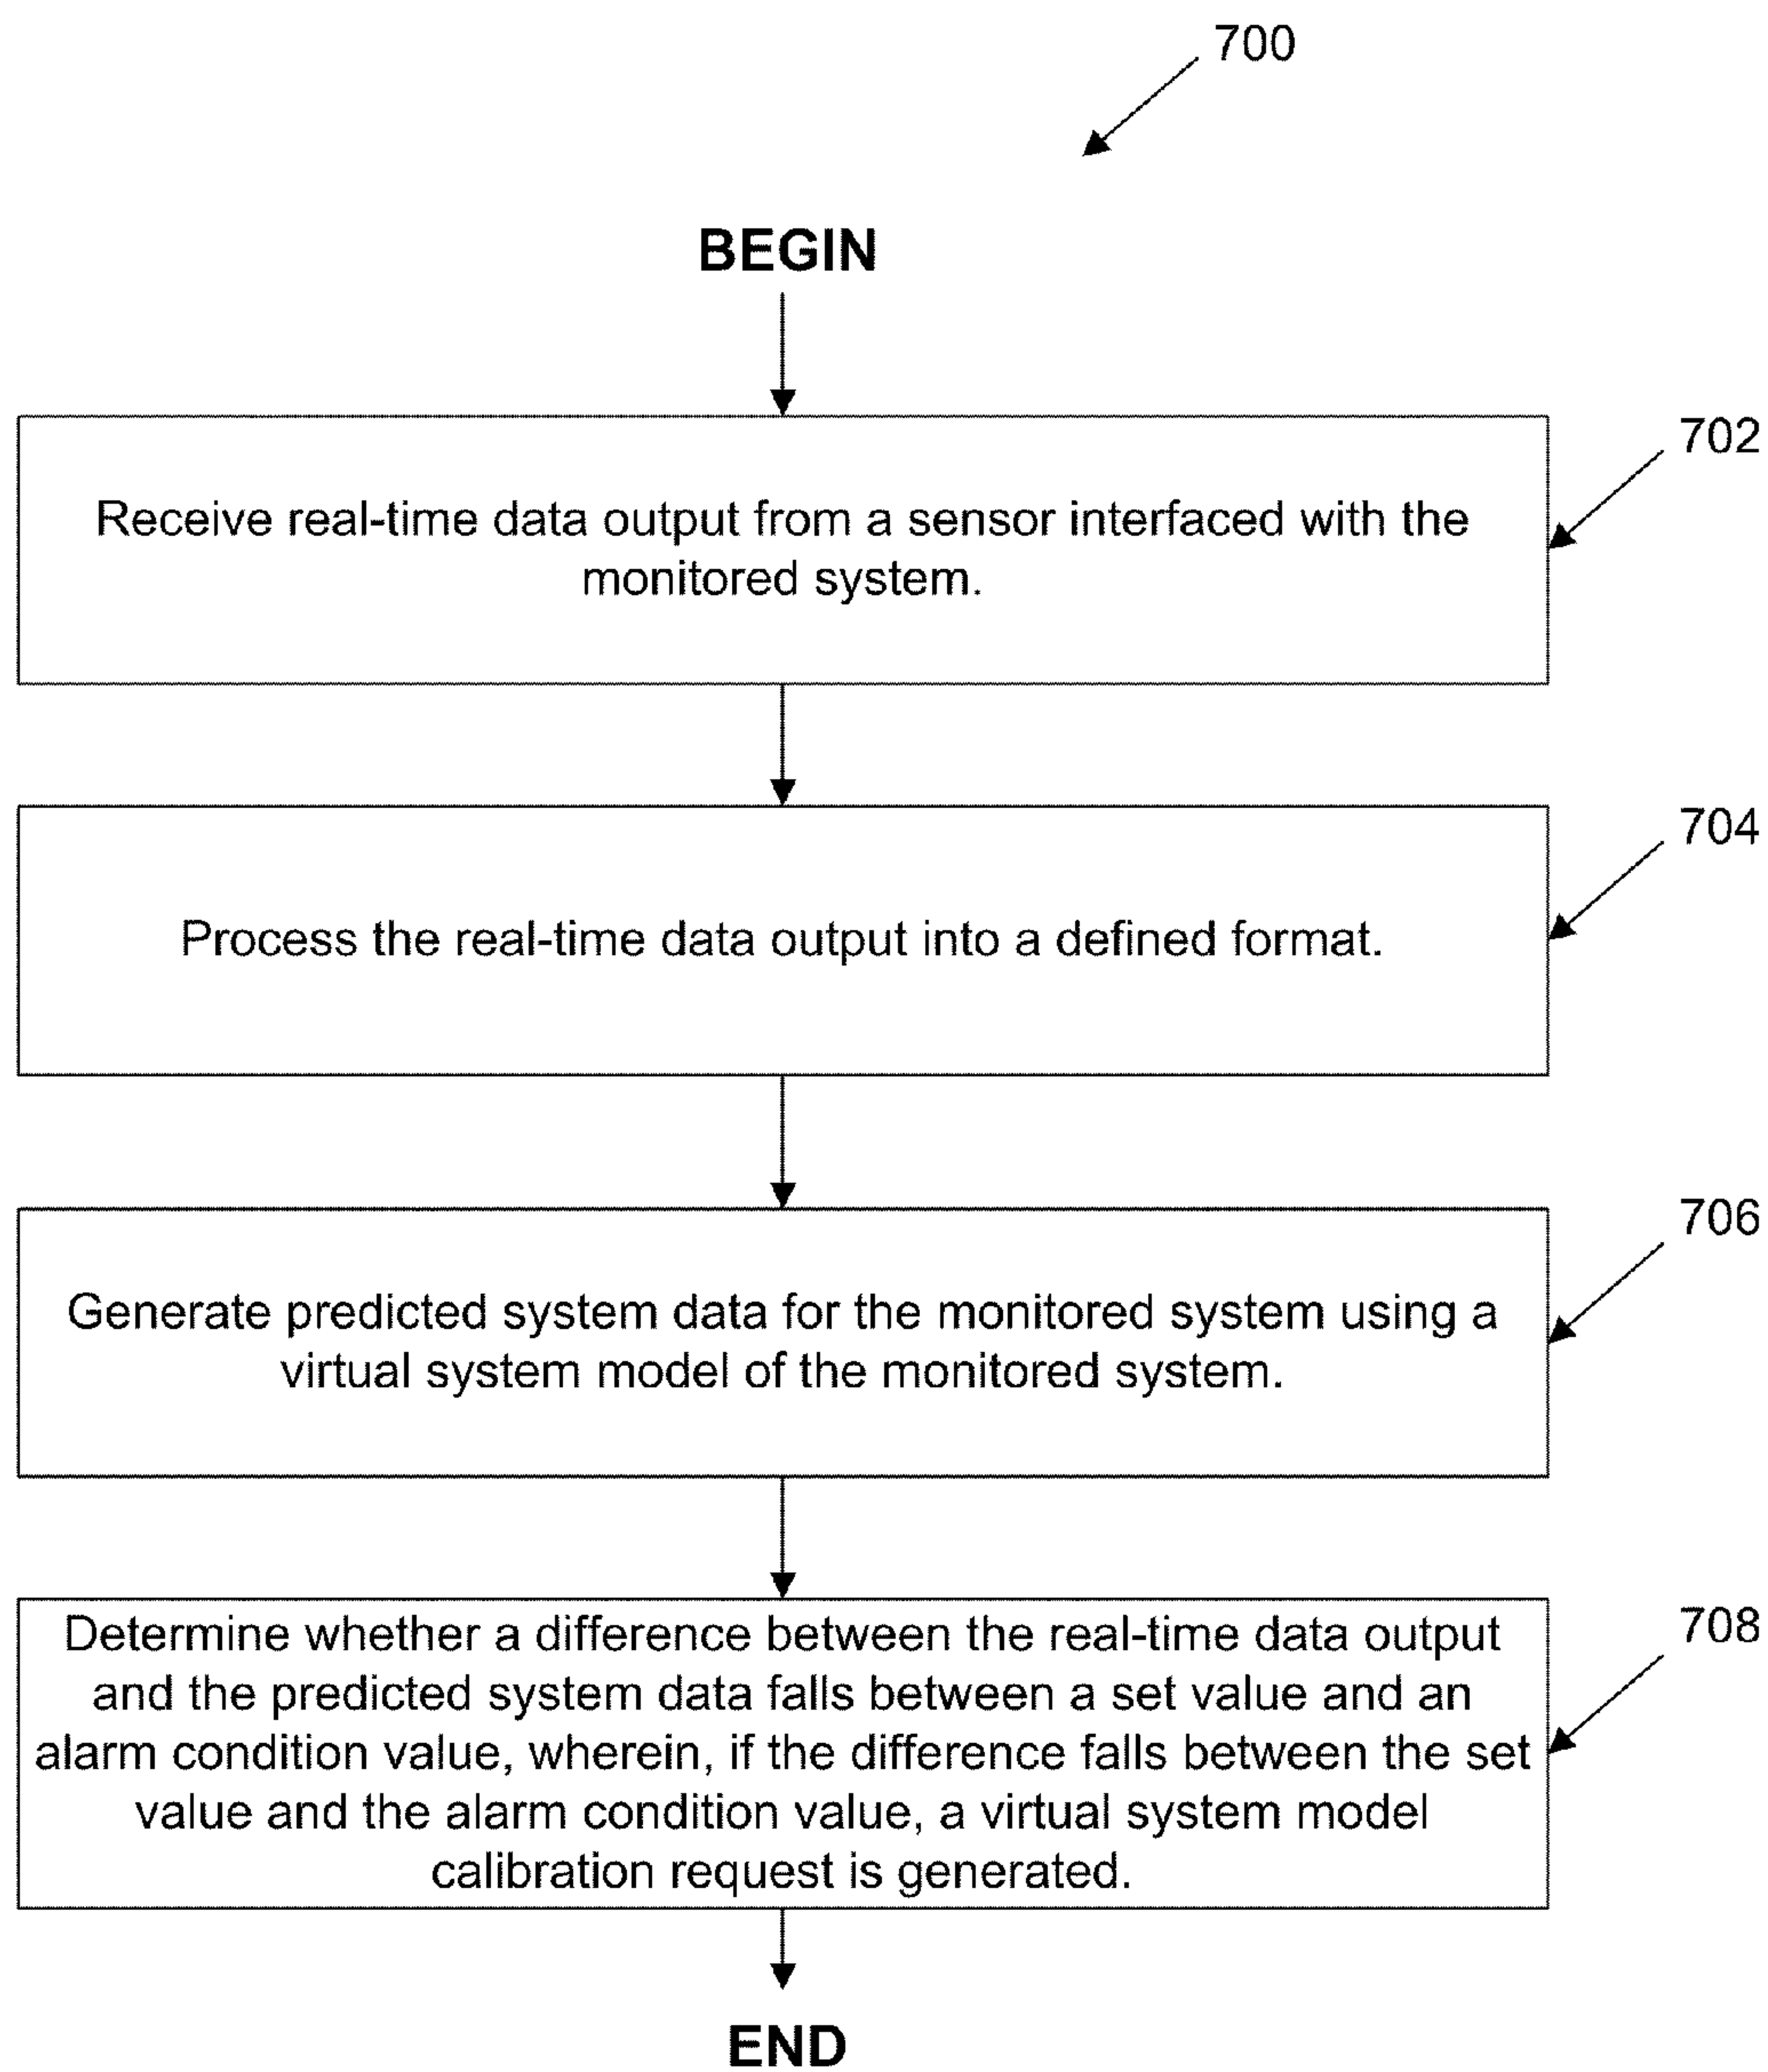 700
BEGIN
702
Receive real-time data output from a sensor interfaced with the
monitored system.
704
Process the real-time data output into a defined format.
706
Generate predicted system data for the monitored system using a
virtual system model of the monitored system.
708
Determine whether a difference between the real-time data output
and the predicted system data falls between a set value and an
alarm condition value, wherein, if the difference falls between the set
value and the alarm condition value, a virtual system model
calibration request is generated.
END